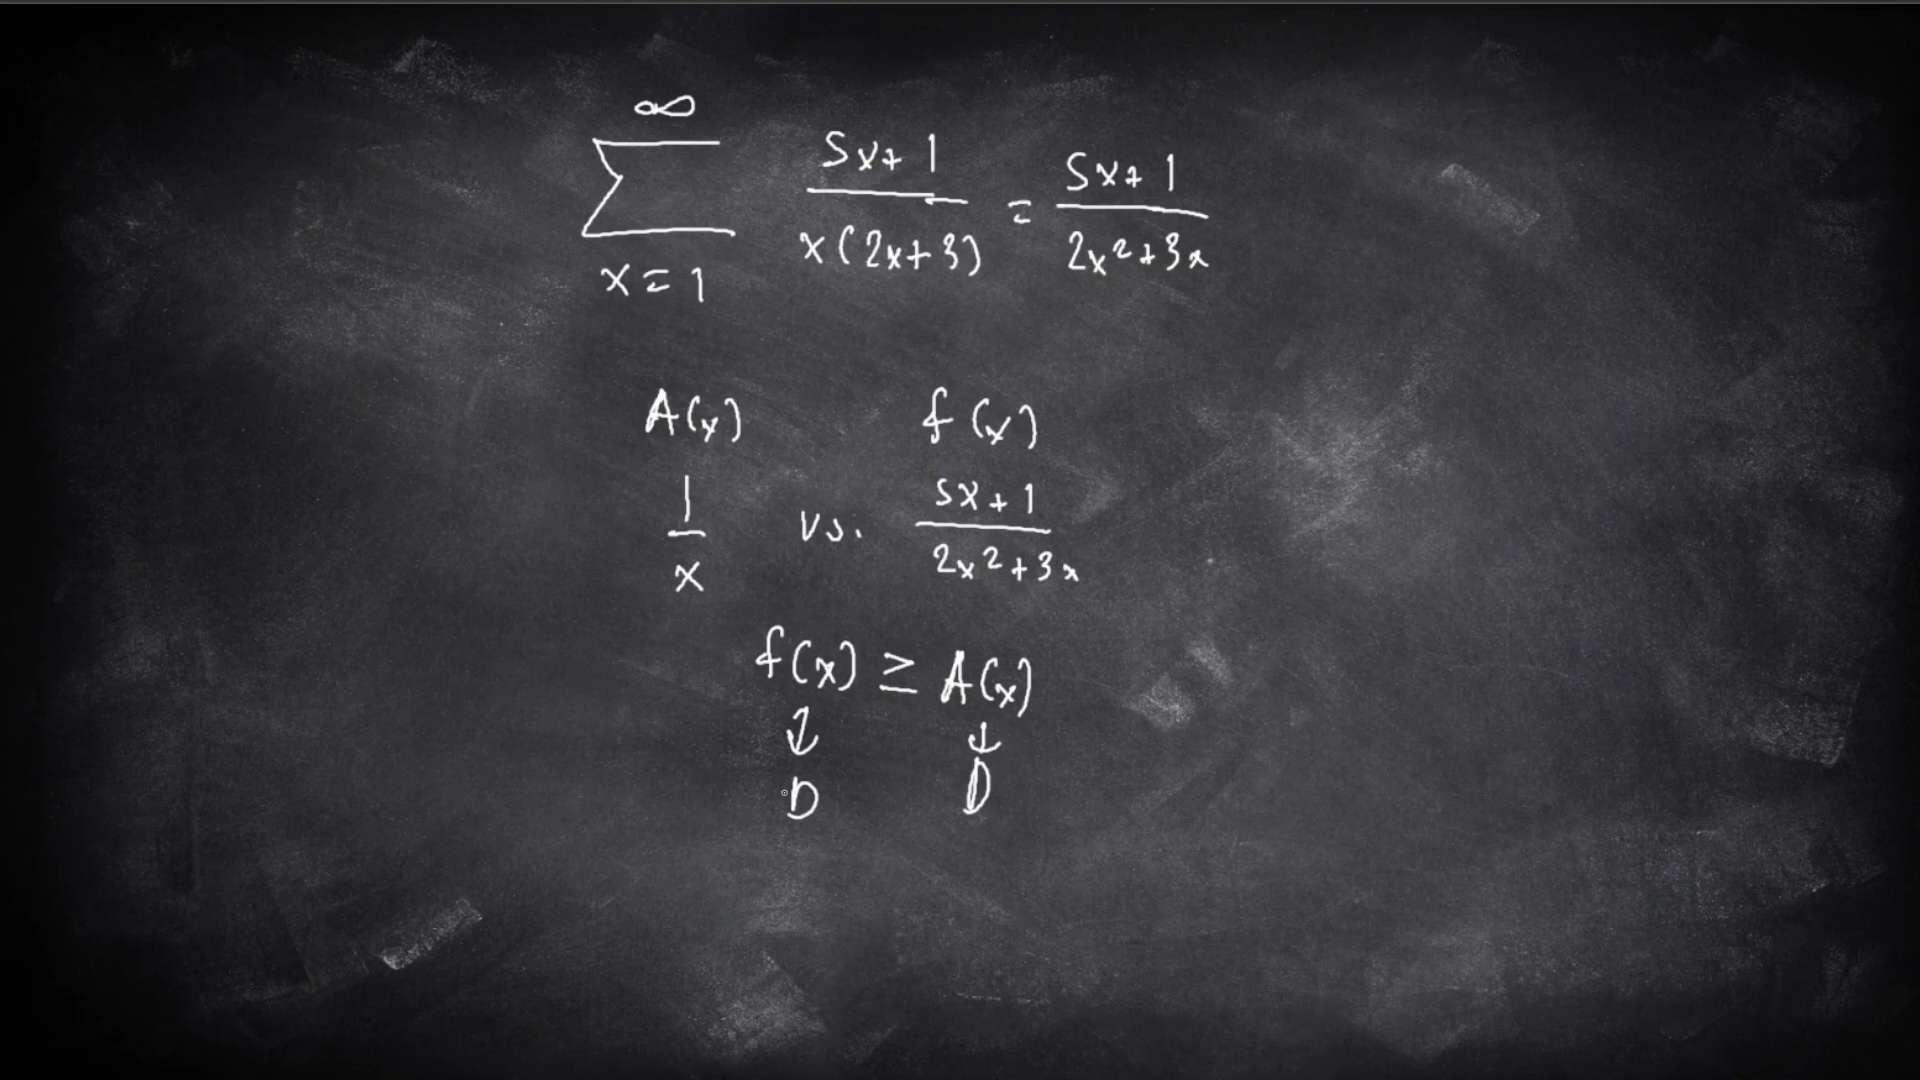 ∞
∑ 5x+1 / x(2x+3) = 5x+1 / 2x²+3x
x=1
A(x) f(x)
1/x vs. 5x+1 / 2x²+3x
f(x) ≥ A(x)
↓ ↓
D D